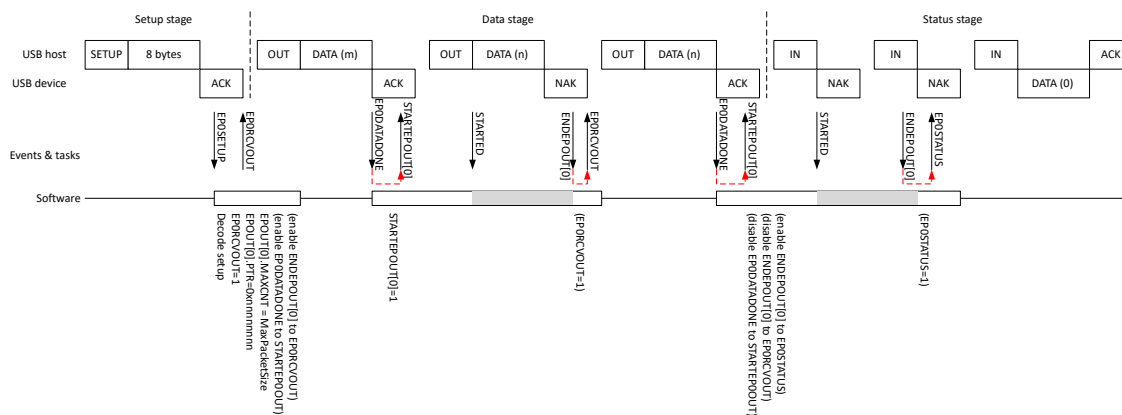 Setup stage
Data stage
Status stage
USB host
SETUP
8 bytes
OUT
DATA (m)
OUT
DATA (n)
OUT
DATA (n)
IN
IN
IN
ACK
USB device
ACK
ACK
NAK
ACK
NAK
NAK
DATA (0)
Events & tasks
EP0SETUP
EP0RCVOUT
EP0DATADONE
STARTEPOUT[0]
STARTED
ENDEPOUT[0]
EP0RCVOUT
EP0DATADONE
STARTEPOUT[0]
STARTED
ENDEPOUT[0]
EP0STATUS
Software
Decode setup
EP0RCVOUT=1
EPOUT[0].PTR=0xnnnnnnnn
EPOUT[0].MAXCNT = MaxPacketSize
(enable EP0DATADONE to STARTEP0OUT)
(enable ENDEPOUT[0] to EP0RCVOUT)
STARTEPOUT[0]=1
(EP0RCVOUT=1)
(disable EP0DATADONE to STARTEP0OUT)
(disable ENDEPOUT[0] to EP0RCVOUT)
(enable ENDEPOUT[0] to EP0STATUS)
(EP0STATUS=1)